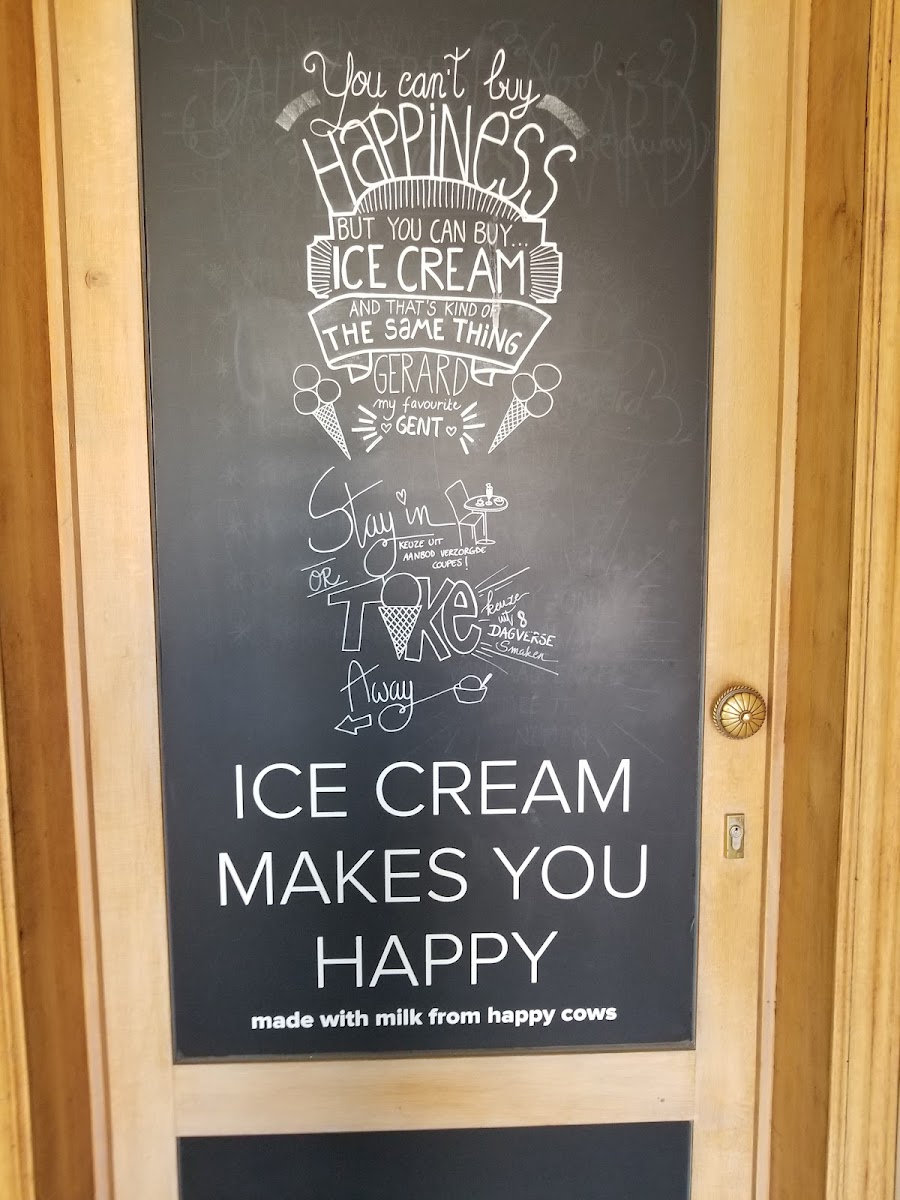 You can't buy
HaPPiNess
BUT YOU CAN BUY...
ICE CREAM
AND THAT'S KIND OF
THE SaME THiNG
GERARD
my favourite
GENT
Stay in
KEUZE UIT
AANBOD VERZORGDE
COUPES!
OR
TAKe
keuze
uit 8
DAGVERSE
Smaken
Away
ICE CREAM
MAKES YOU
HAPPY
made with milk from happy cows